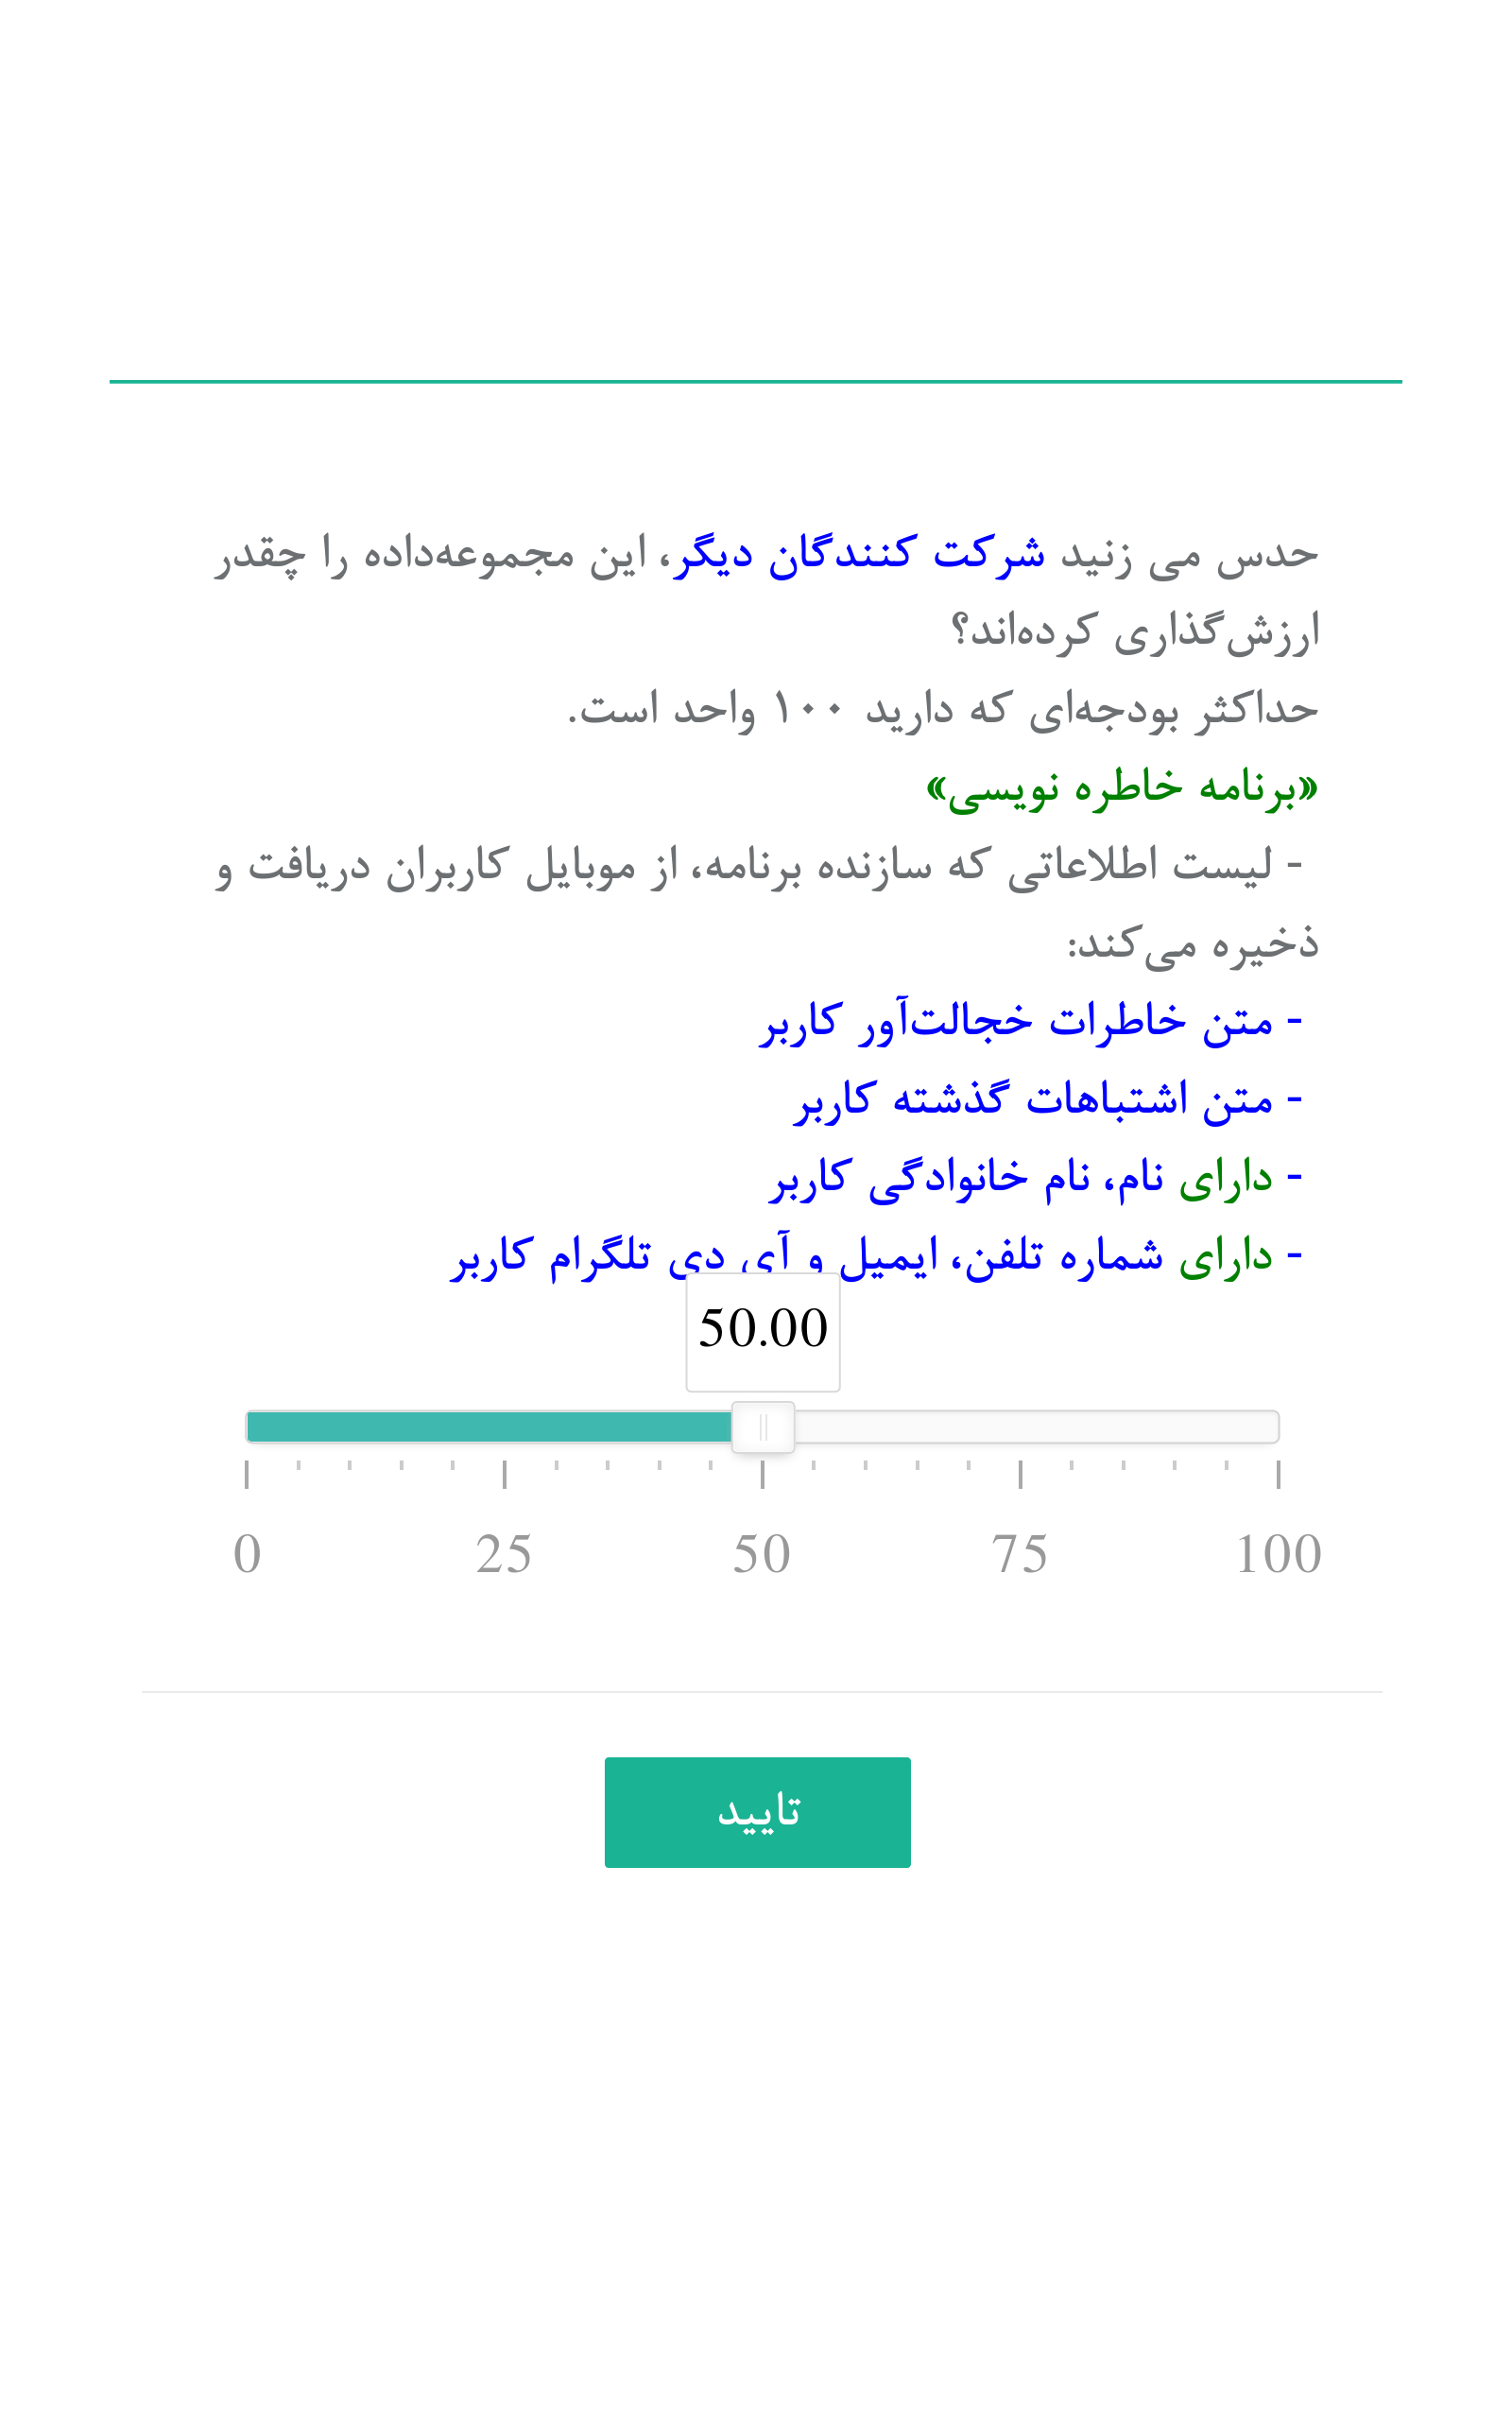 حدس می زنید شرکت کنندگان دیگر، این مجموعه‌داده را چقدر
ارزش‌گذاری کرده‌اند؟
حداکثر بودجه‌ای که دارید ۱۰۰ واحد است.
«برنامه خاطره نویسی»
- لیست اطلاعاتی که سازنده برنامه، از موبایل کاربران دریافت و
ذخیره می‌کند:
- متن خاطرات خجالت‌آور کاربر
- متن اشتباهات گذشته کاربر
- دارای نام، نام خانوادگی کاربر
- دارای شماره تلفن، ایمیل و آی دی تلگرام کاربر
50.00
0 25 50 75 100
تایید